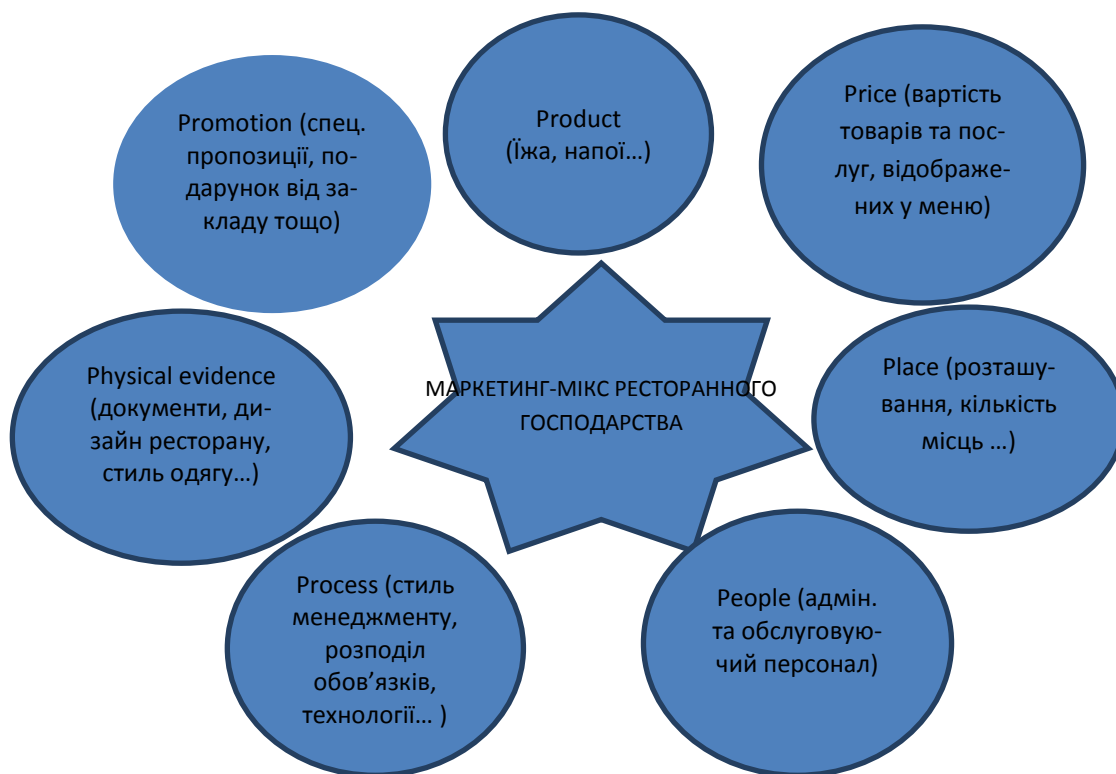 Promotion (спец.
пропозиції, по-
дарунок від за-
кладу тощо)
Product
(Їжа, напої…)
Price (вартість
товарів та пос-
луг, відображе-
них у меню)
Physical evidence
(документи, ди-
зайн ресторану,
стиль одягу…)
МАРКЕТИНГ-МІКС РЕСТОРАННОГО
ГОСПОДАРСТВА
Place (розташу-
вання, кількість
місць …)
Process (стиль
менеджменту,
розподіл
обов’язків,
технології… )
People (адмін.
та обслуговую-
чий персонал)